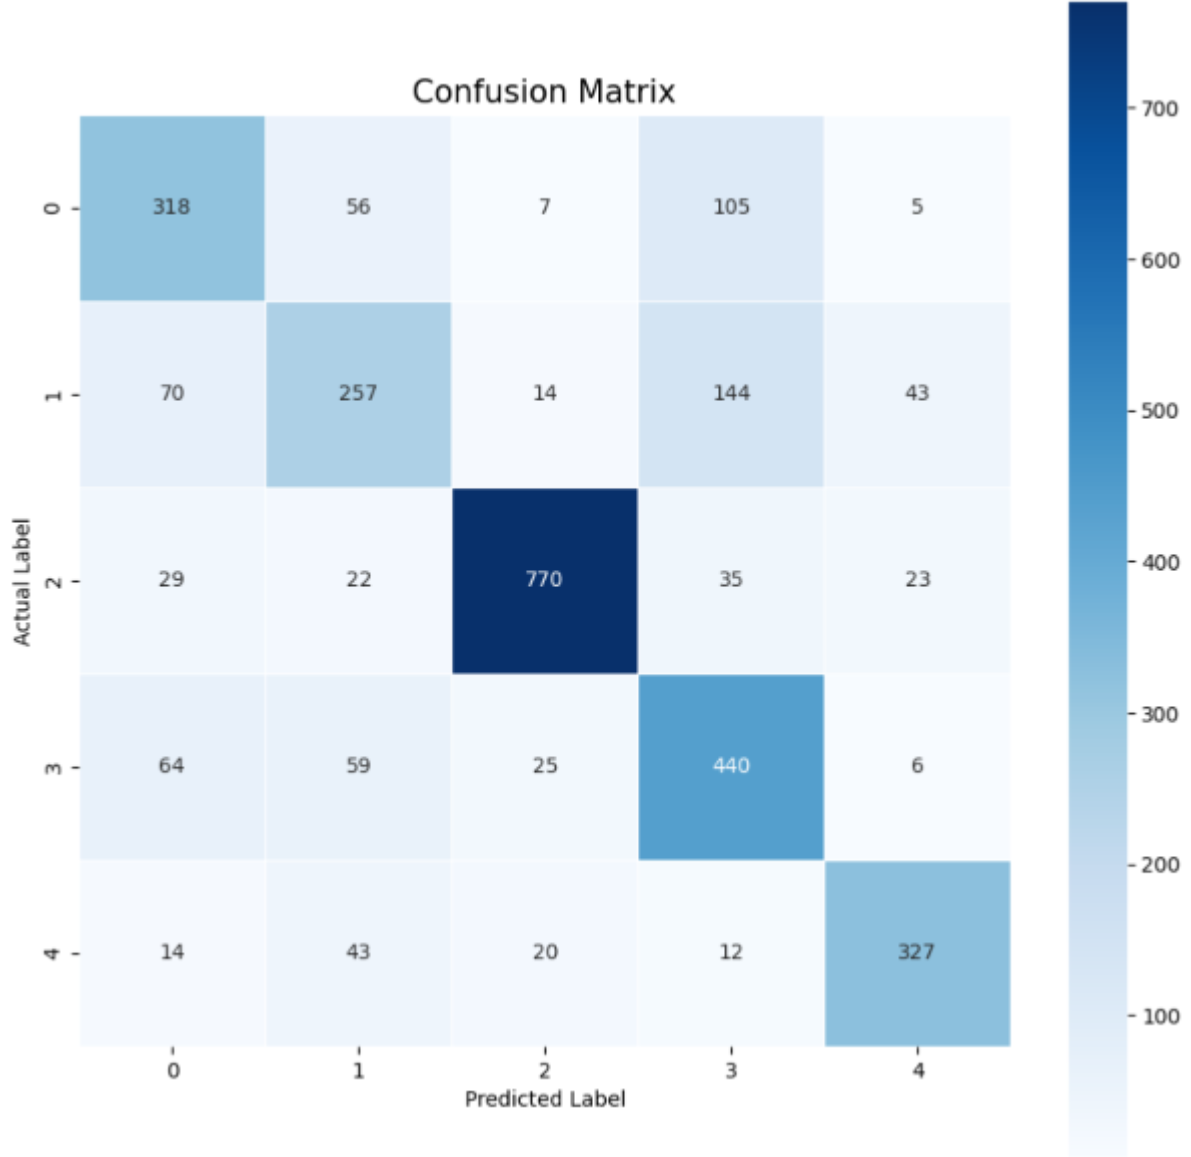 Confusion Matrix
Actual Label
0 318 56 7 105 5
1 70 257 14 144 43
2 29 22 770 35 23
3 64 59 25 440 6
4 14 43 20 12 327
0 1 2 3 4
Predicted Label
700
600
500
400
300
200
100